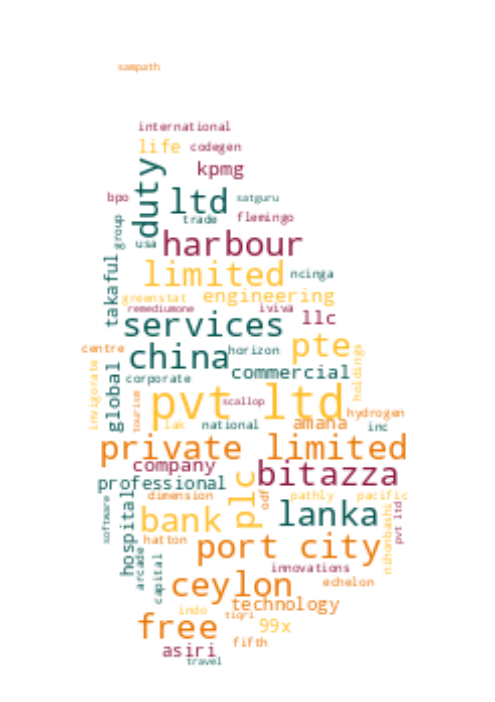 sampath
international
life
codegen
kpmg
duty
bpo
ltd
satguru
group
trade
flemingo
usa
harbour
takaful
limited
ncinga
greenstat
engineering
remediumone
iviva
llc
services
centre
china
horizon
pte
commercial
holdings
invigorate
global
corporate
tourism
pvt ltd
scallop
hydrogen
lak
national
amana
inc
private limited
company
bitazza
professional
plc
software
hospital
dimension
odf
pathly
pacific
bank
lanka
nihonbashi
pvt ltd
hatton
port city
arcade
capital
innovations
ceylon
echelon
technology
indo
tiqri
free
99x
fifth
asiri
travel